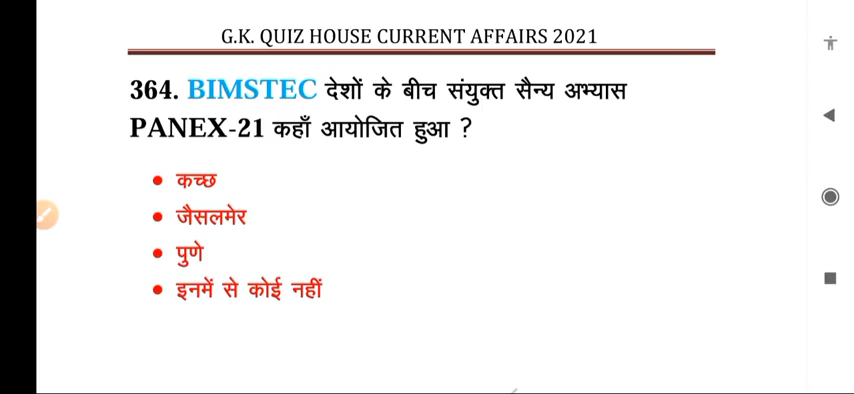 G.K. QUIZ HOUSE CURRENT AFFAIRS 2021
364. BIMSTEC देशों के बीच संयुक्त सैन्य अभ्यास
PANEX-21 कहाँ आयोजित हुआ ?
• कच्छ
• जैसलमेर
• पुणे
• इनमें से कोई नहीं